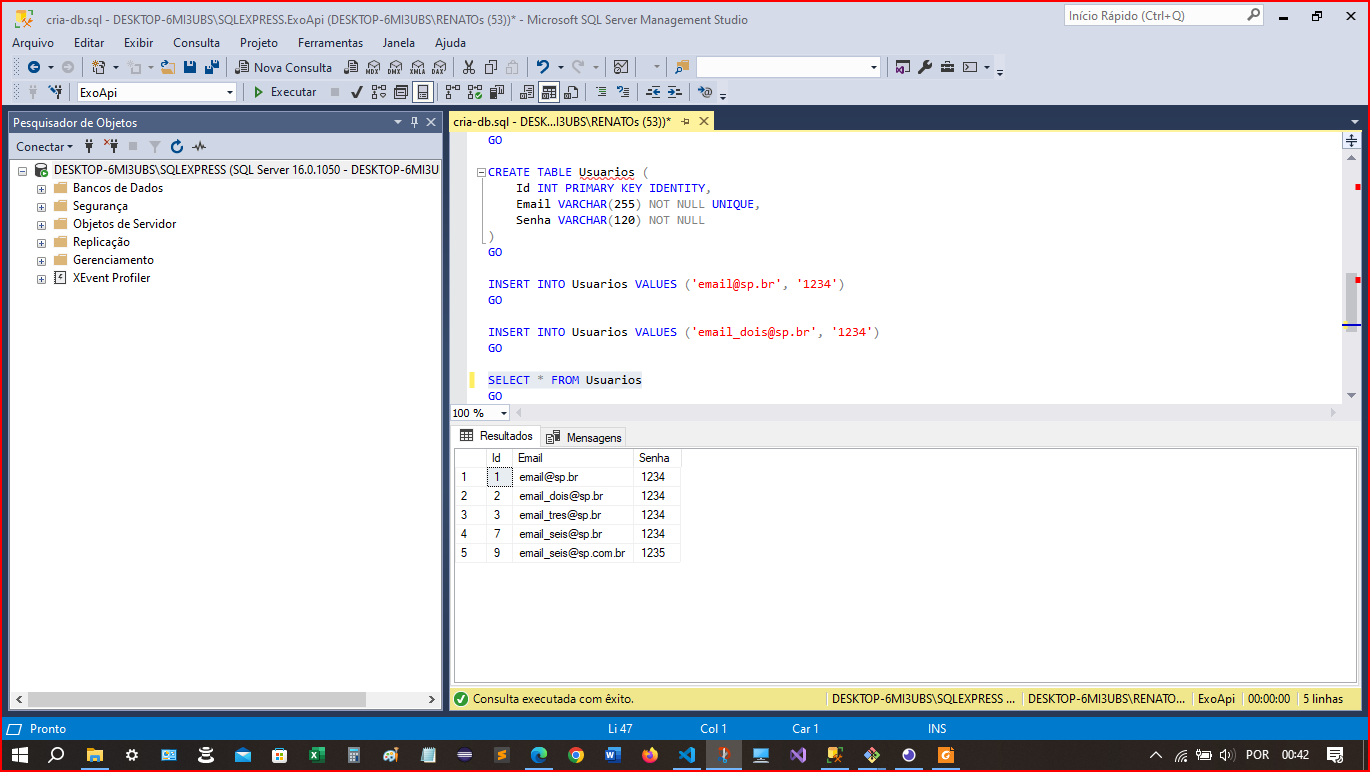 cria-db.sql - DESKTOP-6MI3UBS\SQLEXPRESS.ExoApi (DESKTOP-6MI3UBS\RENATOs (53))* - Microsoft SQL Server Management Studio
Início Rápido (Ctrl+Q)
Arquivo Editar Exibir Consulta Projeto Ferramentas Janela Ajuda
Nova Consulta MDX DMX XMLA DAX
ExoApi Executar
Pesquisador de Objetos
cria-db.sql - DESK...I3UBS\RENATOs (53))*
Conectar
DESKTOP-6MI3UBS\SQLEXPRESS (SQL Server 16.0.1050 - DESKTOP-6MI3U
Bancos de Dados
Segurança
Objetos de Servidor
Replicação
Gerenciamento
XEvent Profiler
GO
CREATE TABLE Usuarios (
Id INT PRIMARY KEY IDENTITY,
Email VARCHAR(255) NOT NULL UNIQUE,
Senha VARCHAR(120) NOT NULL
)
GO
INSERT INTO Usuarios VALUES ('email@sp.br', '1234')
GO
INSERT INTO Usuarios VALUES ('email_dois@sp.br', '1234')
GO
SELECT * FROM Usuarios
GO
100 %
Resultados Mensagens
Id Email Senha
1 1 email@sp.br 1234
2 2 email_dois@sp.br 1234
3 3 email_tres@sp.br 1234
4 7 email_seis@sp.br 1234
5 9 email_seis@sp.com.br 1235
Consulta executada com êxito. DESKTOP-6MI3UBS\SQLEXPRESS ... DESKTOP-6MI3UBS\RENATO... ExoApi 00:00:00 5 linhas
Pronto Li 47 Col 1 Car 1 INS
POR 00:42